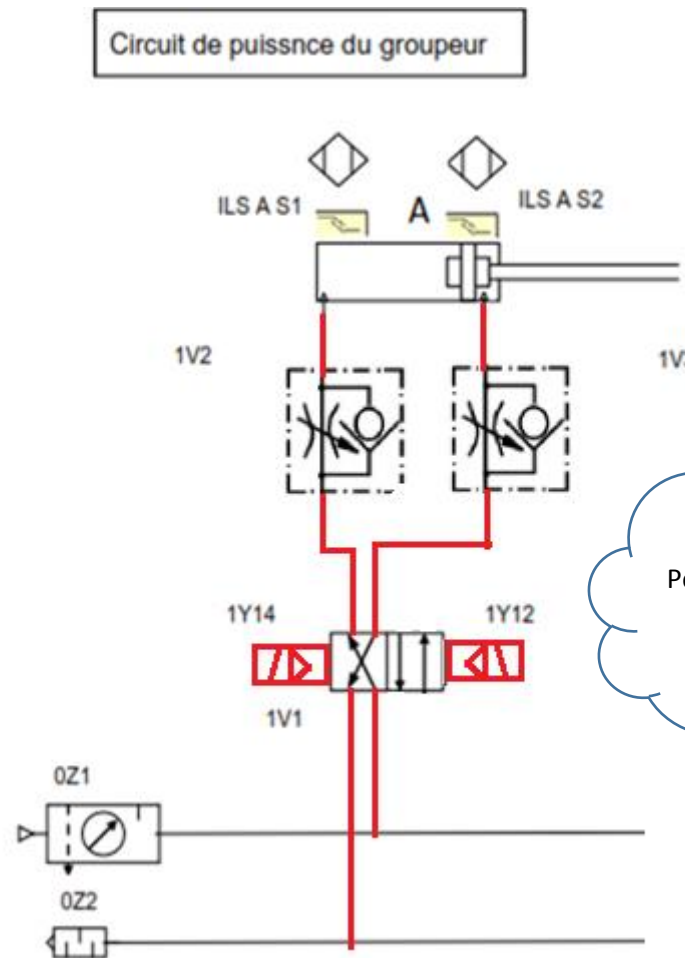 Circuit de puissnce du groupeur
ILS A S1
A
ILS A S2
1V2
1Y14
1Y12
1V1
0Z1
0Z2